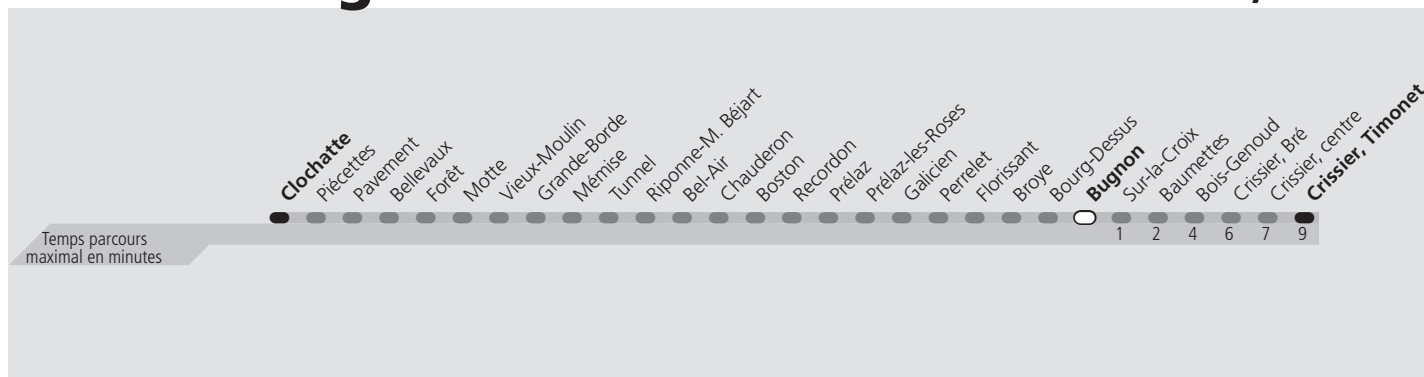 Clochatte
Piécettes
Pavement
Bellevaux
Forêt
Motte
Vieux-Moulin
Grande-Borde
Mémise
Tunnel
Riponne-M. Béjart
Bel-Air
Chauderon
Boston
Recordon
Prélaz
Prélaz-les-Roses
Galicien
Perrelet
Florissant
Broye
Bourg-Dessus
Bugnon
Sur-la-Croix
Baumettes
Bois-Genoud
Crissier, Bré
Crissier, centre
Crissier, Timonet
Temps parcours
maximal en minutes
1 2 4 6 7 9